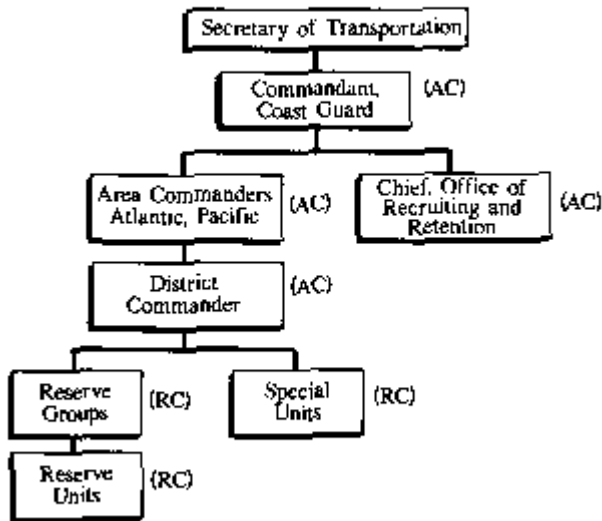 Secretary of Transportation
Commandant,
Coast Guard
(AC)
Area Commanders
Atlantic, Pacific
(AC)
Chief, Office of
Recruiting and
Retention
(AC)
District
Commander
(AC)
Reserve
Groups
(RC)
Special
Units
(RC)
Reserve
Units
(RC)